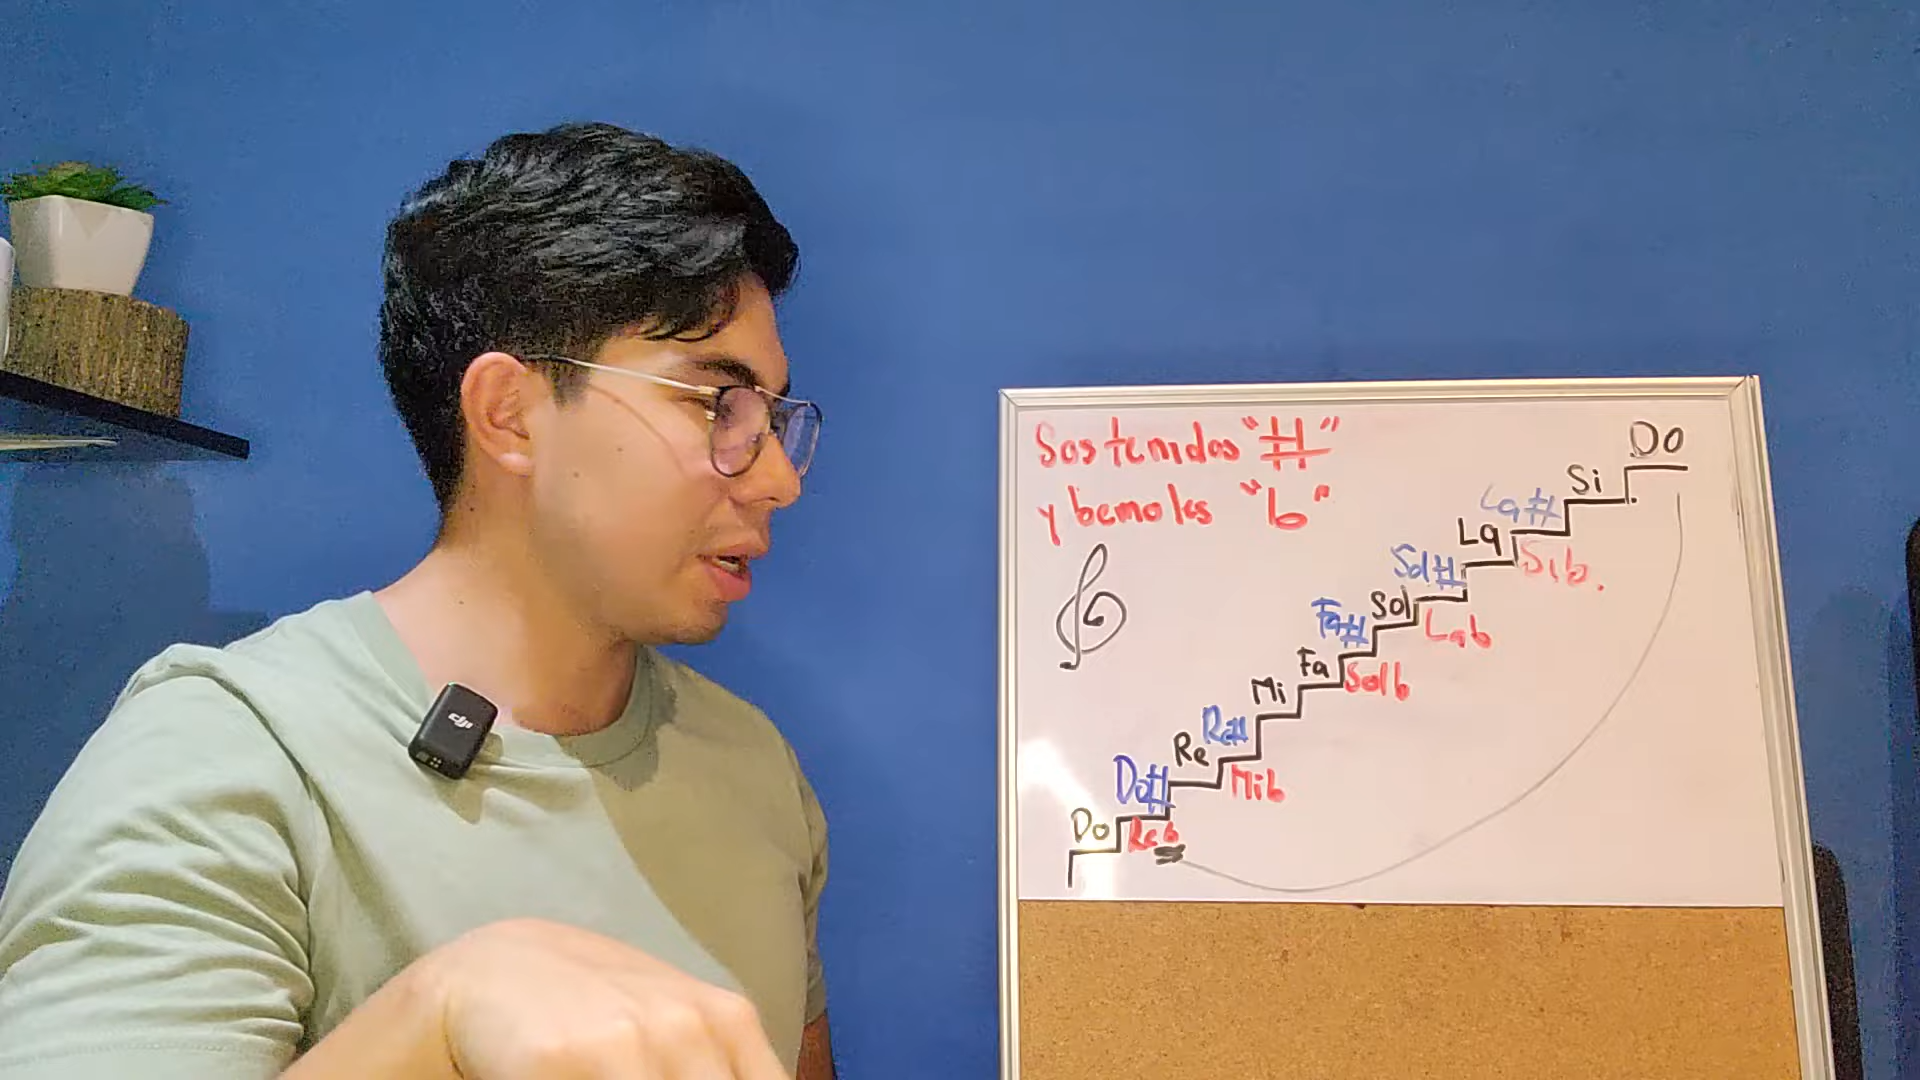 Sostenidos "#"
y bemoles "b"
Do
Si
La#
La
Sib.
Sol#
Sol
Lab
Fa#
Fa
Solb
Mi
Re#
Re
Mib
Do#
Do
Reb
dji